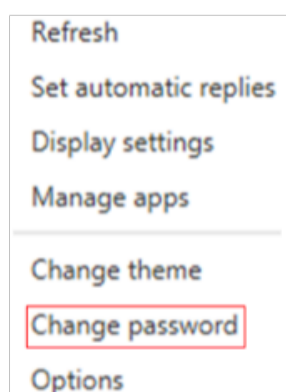 Refresh
Set automatic replies
Display settings
Manage apps
Change theme
Change password
Options